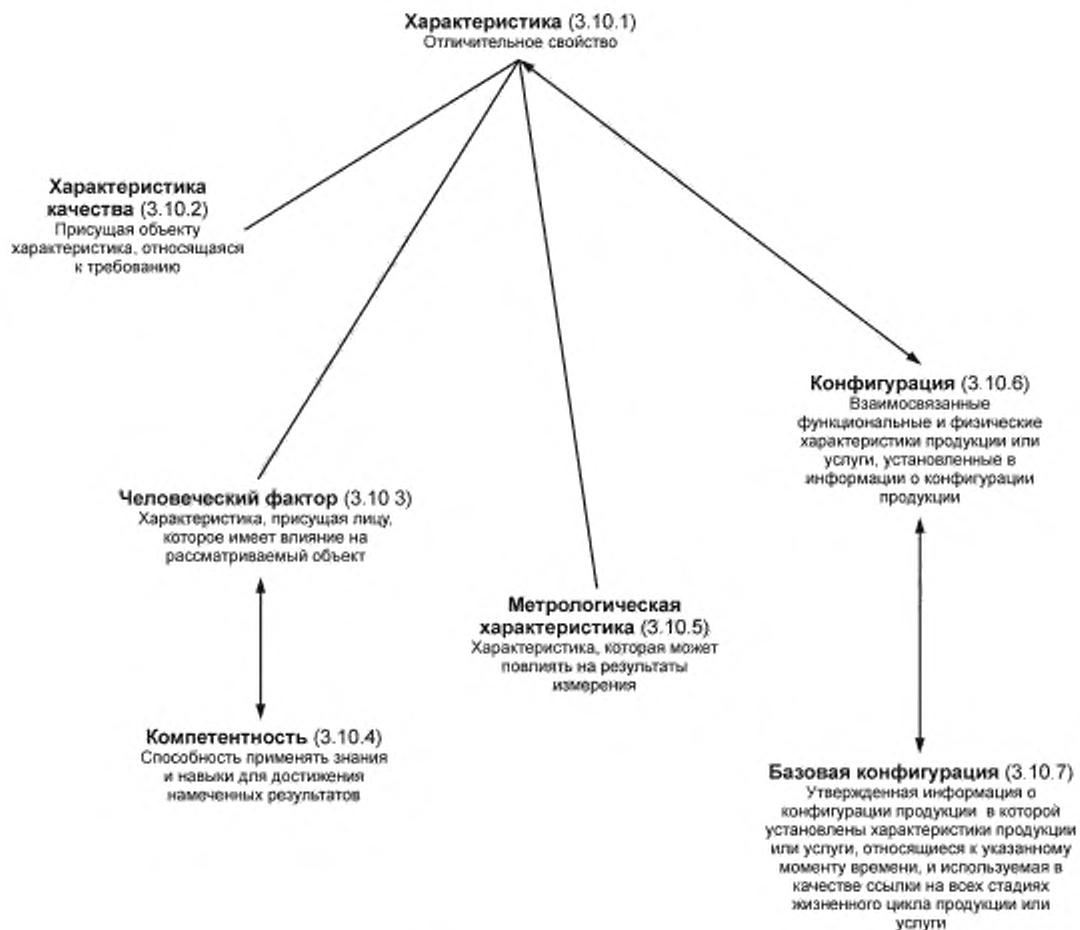 Характеристика (3.10.1)
Отличительное свойство
Характеристика
качества (3.10.2)
Присущая объекту
характеристика, относящаяся
к требованию
Конфигурация (3.10.6)
Взаимосвязанные
функциональные и физические
характеристики продукции или
услуги, установленные в
информации о конфигурации
продукции
Человеческий фактор (3.10 3)
Характеристика, присущая лицу,
которое имеет влияние на
рассматриваемый объект
Метрологическая
характеристика (3.10.5)
Характеристика, которая может
повлиять на результаты
измерения
Компетентность (3.10.4)
Способность применять знания
и навыки для достижения
намеченных результатов
Базовая конфигурация (3.10.7)
Утвержденная информация о
конфигурации продукции в которой
установлены характеристики продукции
или услуги, относящиеся к указанному
моменту времени, и используемая в
качестве ссылки на всех стадиях
жизненного цикла продукции или
услуги